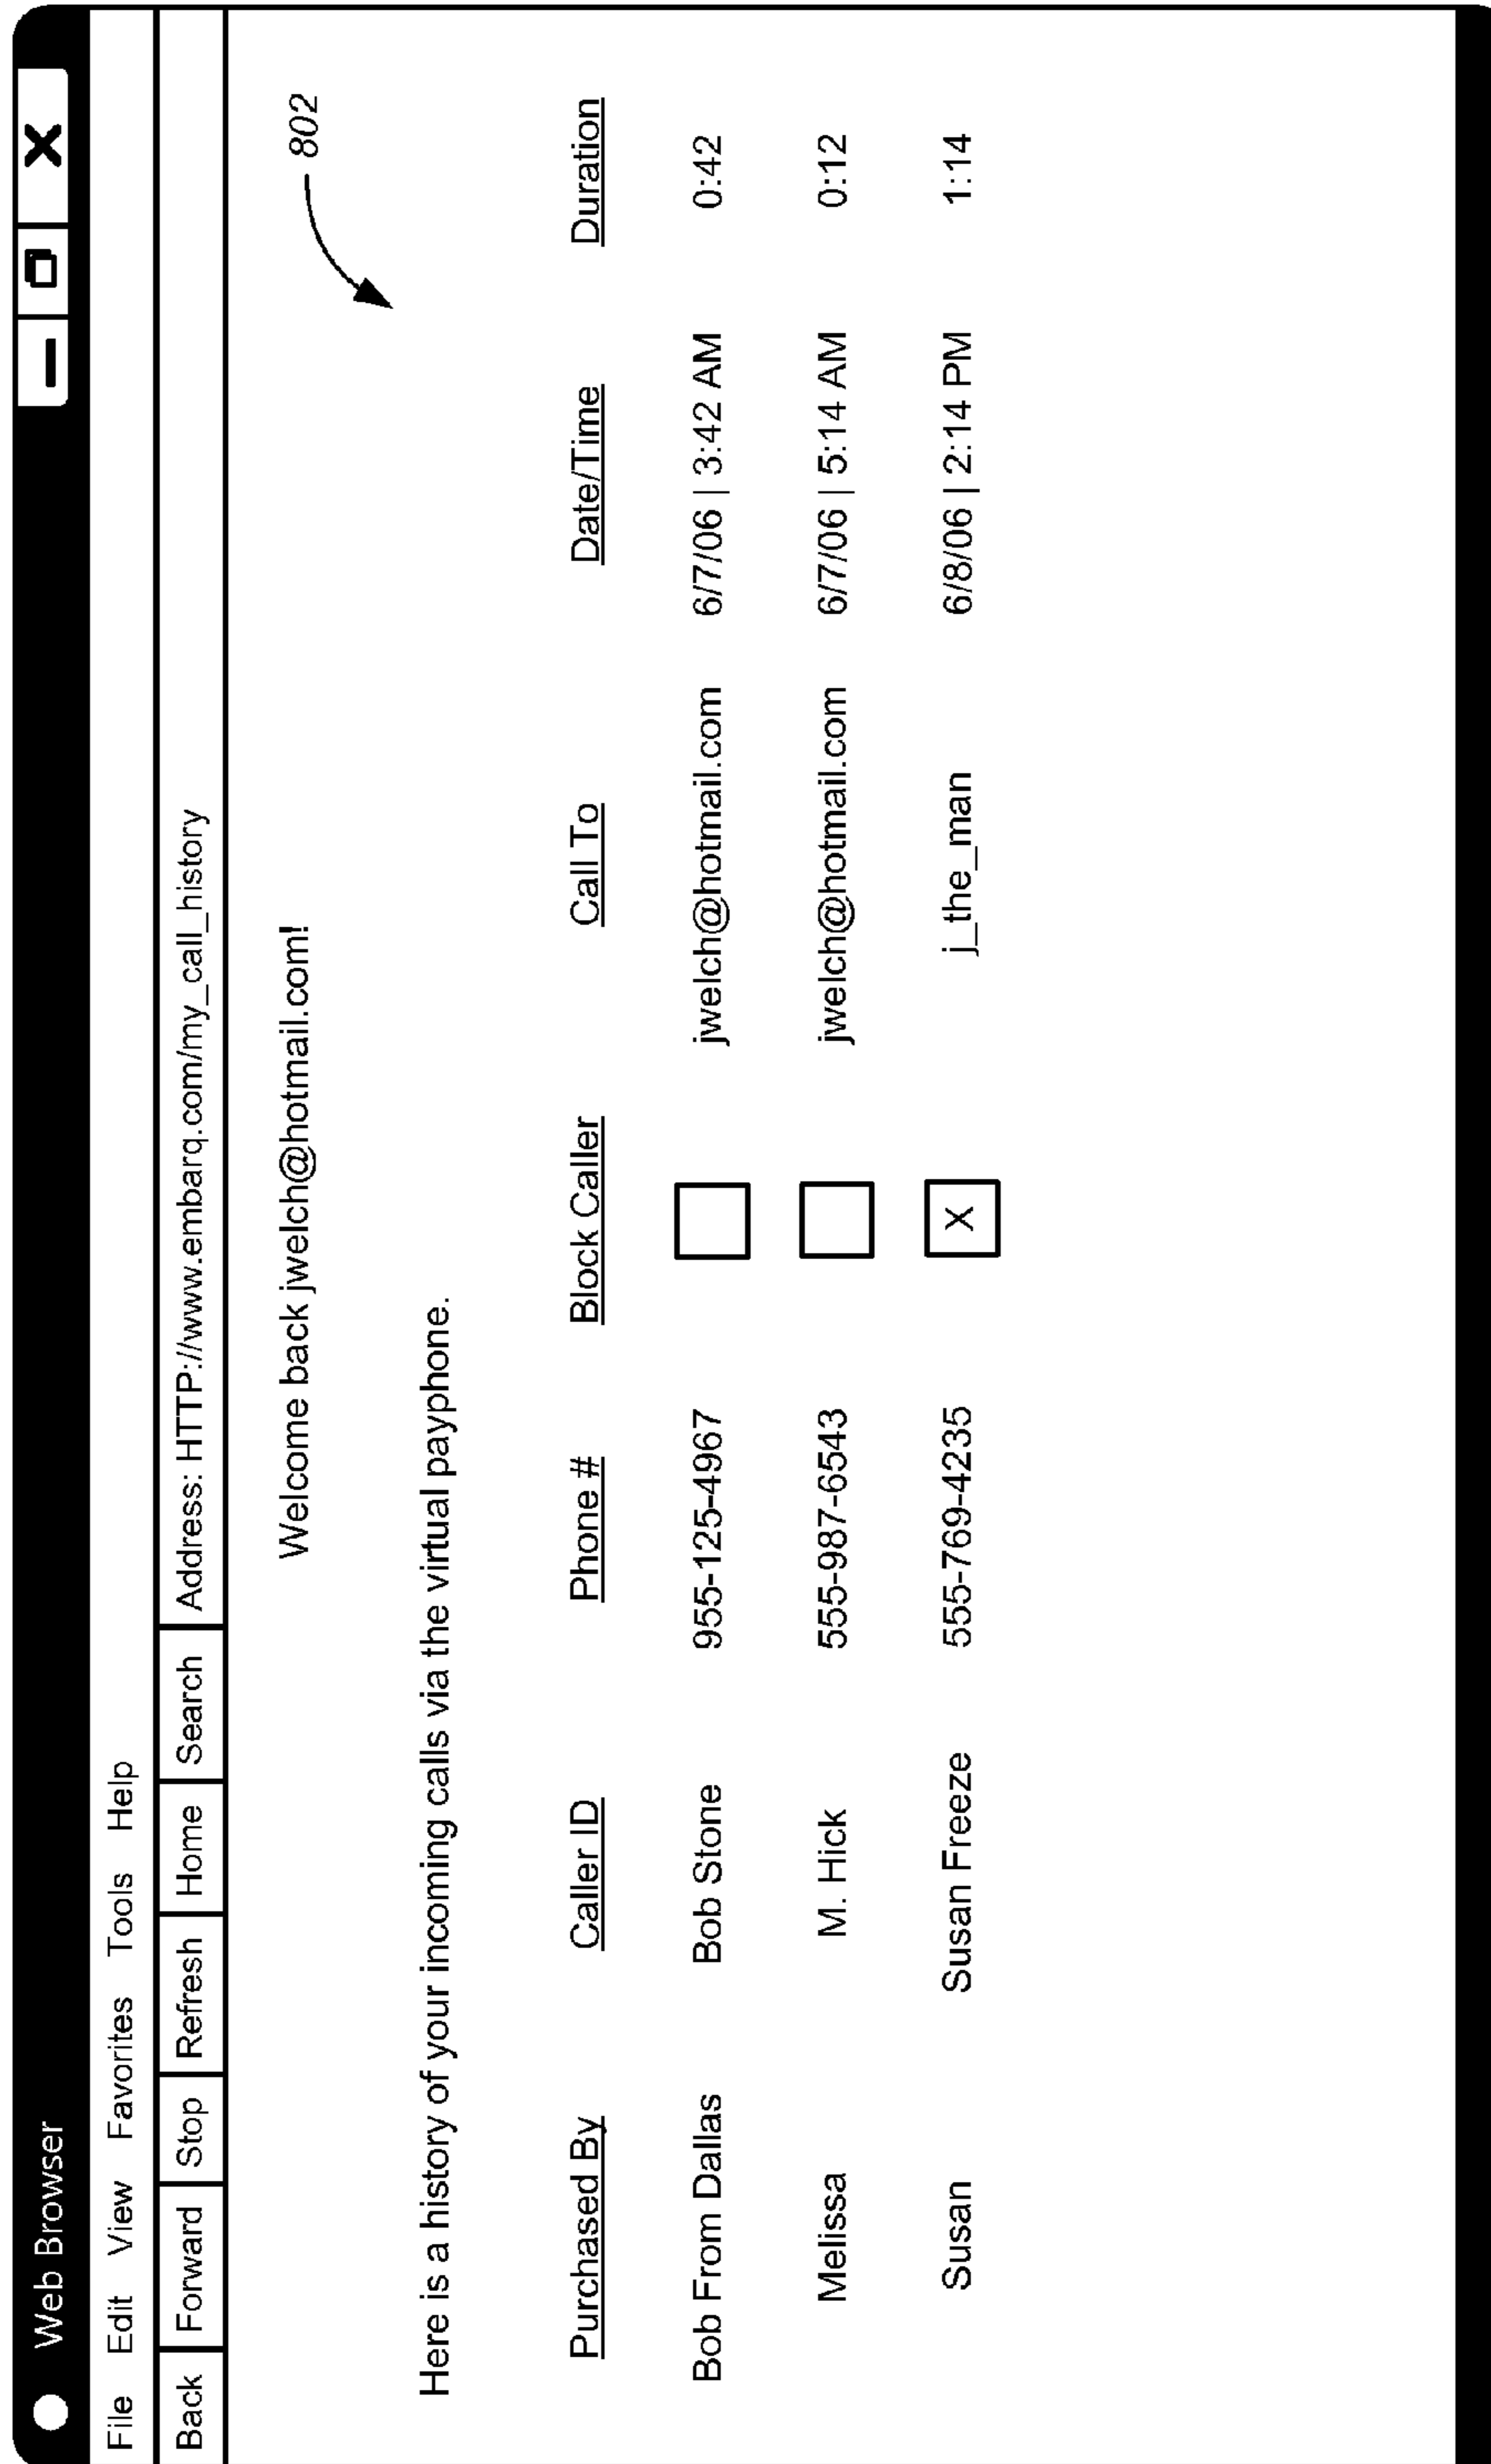 Web Browser
File Edit View Favorites Tools Help
Back Forward Stop Refresh Home Search Address: HTTP://www.embarq.com/my_call_history
Welcome back jwelch@hotmail.com!
802
Here is a history of your incoming calls via the virtual payphone.
Purchased By Caller ID Phone # Block Caller Call To Date/Time Duration
Bob From Dallas Bob Stone 955-125-4967 jwelch@hotmail.com 6/7/06 | 3:42 AM 0:42
Melissa M. Hick 555-987-6543 jwelch@hotmail.com 6/7/06 | 5:14 AM 0:12
Susan Susan Freeze 555-769-4235 X j_the_man 6/8/06 | 2:14 PM 1:14